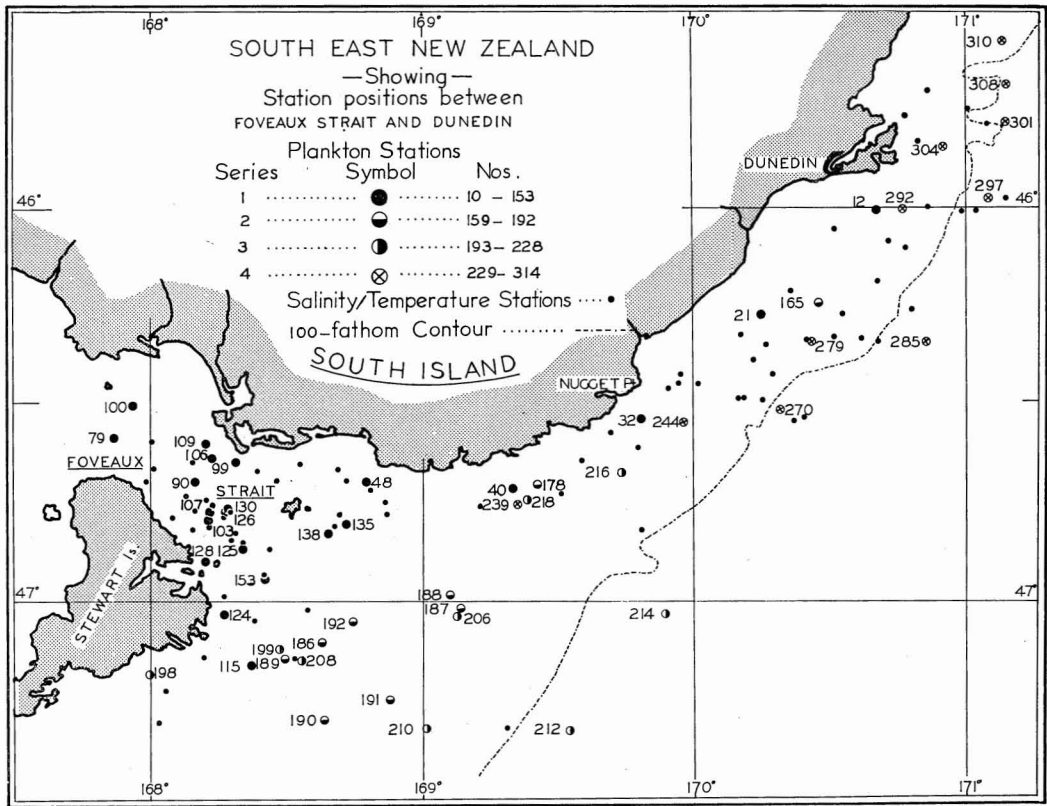 168° 169° 170° 171°
SOUTH EAST NEW ZEALAND
—Showing—
Station positions between
FOVEAUX STRAIT AND DUNEDIN
Plankton Stations
Series Symbol Nos.
1 .............. ● ........ 10 – 153
2 .............. ◒ ........ 159 – 192
3 .............. ◑ ........ 193 – 228
4 .............. ⊗ ........ 229 – 314
Salinity/Temperature Stations .... •
100-fathom Contour ........
310
308
301
DUNEDIN
304
297
46° 12 292 46°
165
21
279 285
SOUTH ISLAND
NUGGET Pt.
270
100
32 244
79 109
106
FOVEAUX 99
216
90 STRAIT 48
40 178
107 130
239 218
126
103 138 135
128 125
153
47° 188 47°
187
124 206 214
STEWART Is.
192
199 186
115 189 208
198
191
190 210 212
168° 169° 170° 171°